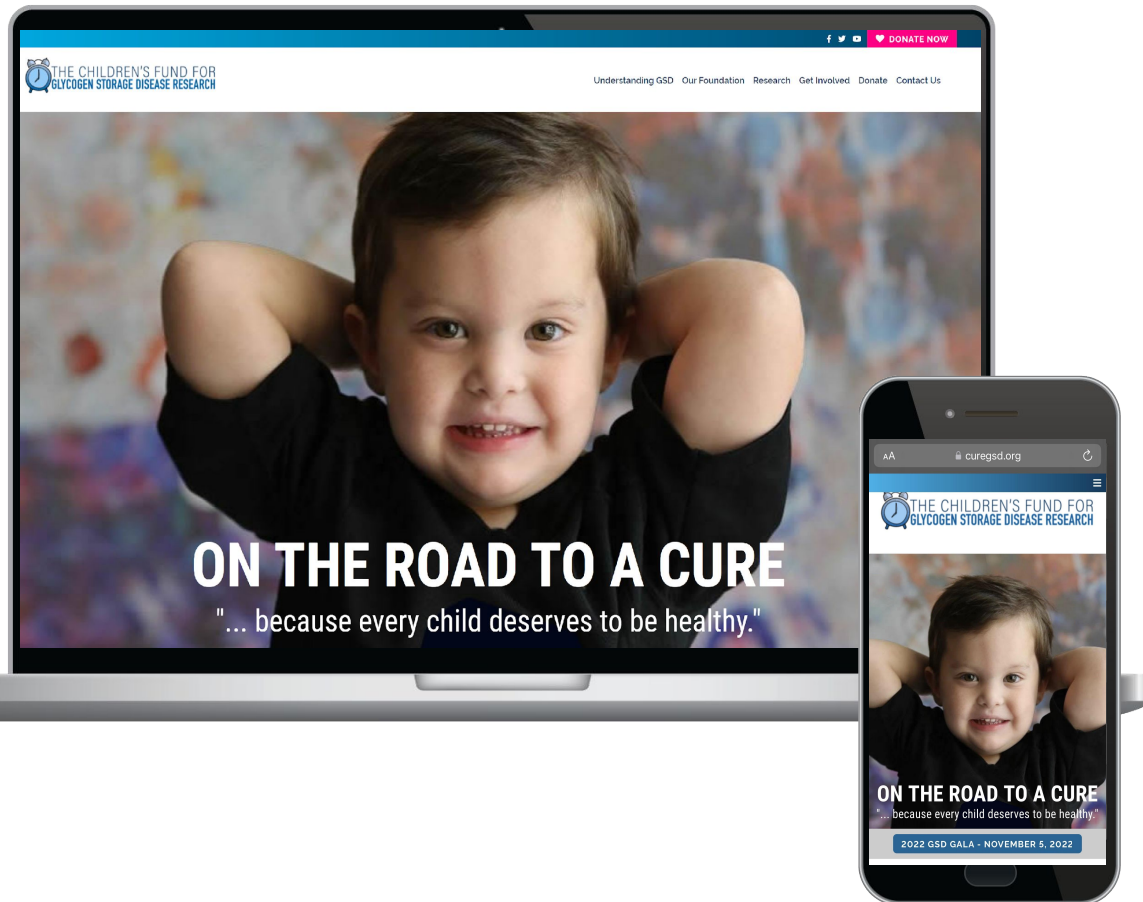 DONATE NOW
THE CHILDREN'S FUND FOR
GLYCOGEN STORAGE DISEASE RESEARCH
Understanding GSD Our Foundation Research Get Involved Donate Contact Us
ON THE ROAD TO A CURE
"... because every child deserves to be healthy."
AA curegsd.org
THE CHILDREN'S FUND FOR
GLYCOGEN STORAGE DISEASE RESEARCH
ON THE ROAD TO A CURE
"... because every child deserves to be healthy."
2022 GSD GALA - NOVEMBER 5, 2022